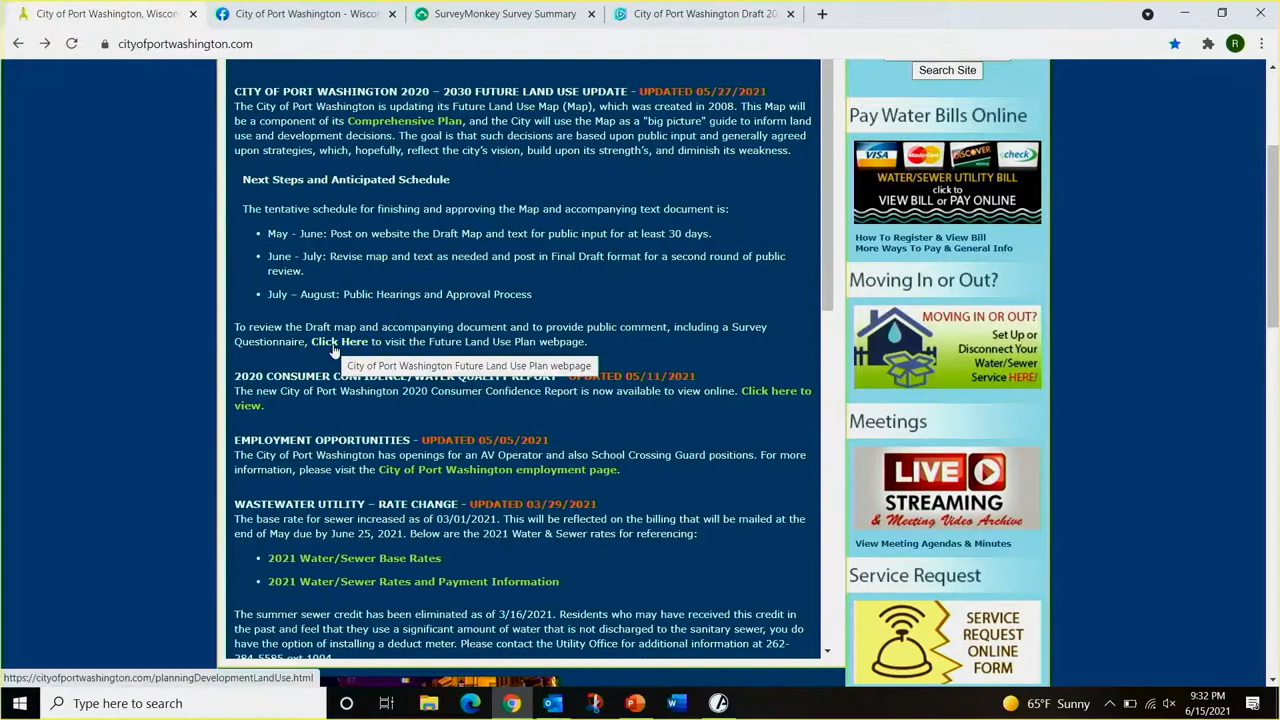 City of Port Washington, Wiscon
City of Port Washington - Wiscon
SurveyMonkey Survey Summary
City of Port Washington Draft 20
cityofportwashington.com
R
Search Site
CITY OF PORT WASHINGTON 2020 – 2030 FUTURE LAND USE UPDATE - UPDATED 05/27/2021
The City of Port Washington is updating its Future Land Use Map (Map), which was created in 2008. This Map will
be a component of its Comprehensive Plan, and the City will use the Map as a "big picture" guide to inform land
use and development decisions. The goal is that such decisions are based upon public input and generally agreed
upon strategies, which, hopefully, reflect the city's vision, build upon its strength's, and diminish its weakness.
Next Steps and Anticipated Schedule
The tentative schedule for finishing and approving the Map and accompanying text document is:
• May - June: Post on website the Draft Map and text for public input for at least 30 days.
• June - July: Revise map and text as needed and post in Final Draft format for a second round of public
review.
• July – August: Public Hearings and Approval Process
To review the Draft map and accompanying document and to provide public comment, including a Survey
Questionnaire, Click Here to visit the Future Land Use Plan webpage.
City of Port Washington Future Land Use Plan webpage
2020 CONSUMER CONFIDENCE/WATER QUALITY REPORT - UPDATED 05/11/2021
The new City of Port Washington 2020 Consumer Confidence Report is now available to view online. Click here to
view.
EMPLOYMENT OPPORTUNITIES - UPDATED 05/05/2021
The City of Port Washington has openings for an AV Operator and also School Crossing Guard positions. For more
information, please visit the City of Port Washington employment page.
WASTEWATER UTILITY – RATE CHANGE - UPDATED 03/29/2021
The base rate for sewer increased as of 03/01/2021. This will be reflected on the billing that will be mailed at the
end of May due by June 25, 2021. Below are the 2021 Water & Sewer rates for referencing:
• 2021 Water/Sewer Base Rates
• 2021 Water/Sewer Rates and Payment Information
The summer sewer credit has been eliminated as of 3/16/2021. Residents who may have received this credit in
the past and feel that they use a significant amount of water that is not discharged to the sanitary sewer, you do
have the option of installing a deduct meter. Please contact the Utility Office for additional information at 262-
284-5585 ext 1004
Pay Water Bills Online
VISA MasterCard DISCOVER check
WATER/SEWER UTILITY BILL
click to
VIEW BILL or PAY ONLINE
How To Register & View Bill
More Ways To Pay & General Info
Moving In or Out?
MOVING IN OR OUT?
Set Up or
Disconnect Your
Water/Sewer
Service HERE!
Meetings
LIVE
STREAMING
& Meeting Video Archive
View Meeting Agendas & Minutes
Service Request
SERVICE
REQUEST
ONLINE
FORM
https://cityofportwashington.com/planningDevelopmentLandUse.html
Type here to search
65°F Sunny
9:32 PM
6/15/2021